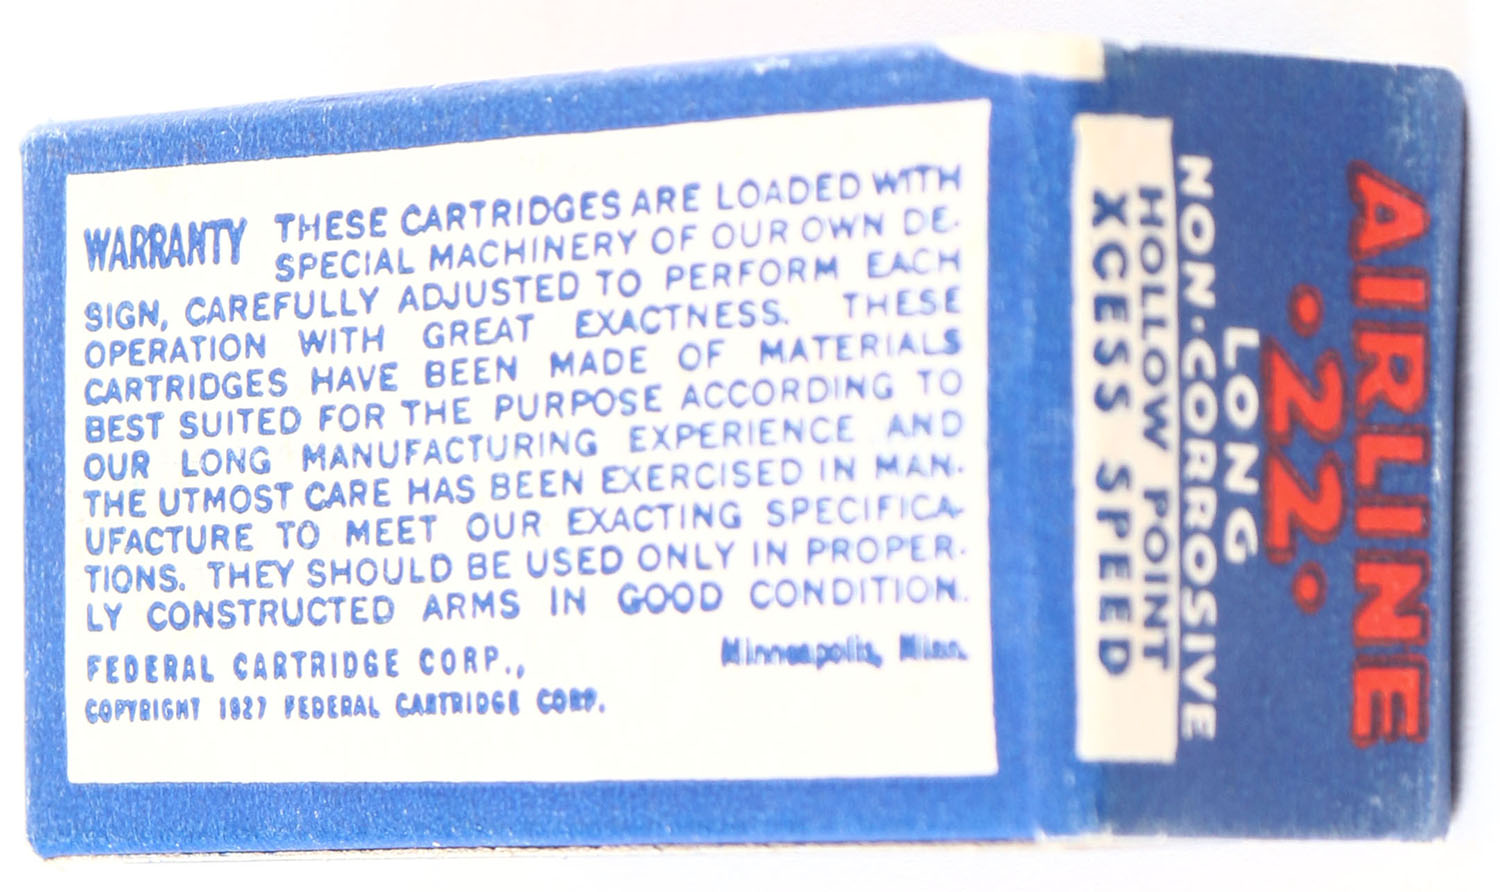 WARRANTY THESE CARTRIDGES ARE LOADED WITH
SPECIAL MACHINERY OF OUR OWN DE-
SIGN, CAREFULLY ADJUSTED TO PERFORM EACH
OPERATION WITH GREAT EXACTNESS. THESE
CARTRIDGES HAVE BEEN MADE OF MATERIALS
BEST SUITED FOR THE PURPOSE ACCORDING TO
OUR LONG MANUFACTURING EXPERIENCE AND
THE UTMOST CARE HAS BEEN EXERCISED IN MAN-
UFACTURE TO MEET OUR EXACTING SPECIFICA-
TIONS. THEY SHOULD BE USED ONLY IN PROPER-
LY CONSTRUCTED ARMS IN GOOD CONDITION.
FEDERAL CARTRIDGE CORP., Minneapolis, Minn.
COPYRIGHT 1927 FEDERAL CARTRIDGE CORP.
AIRLINE
.22.
LONG
NON-CORROSIVE
HOLLOW POINT
XCESS SPEED